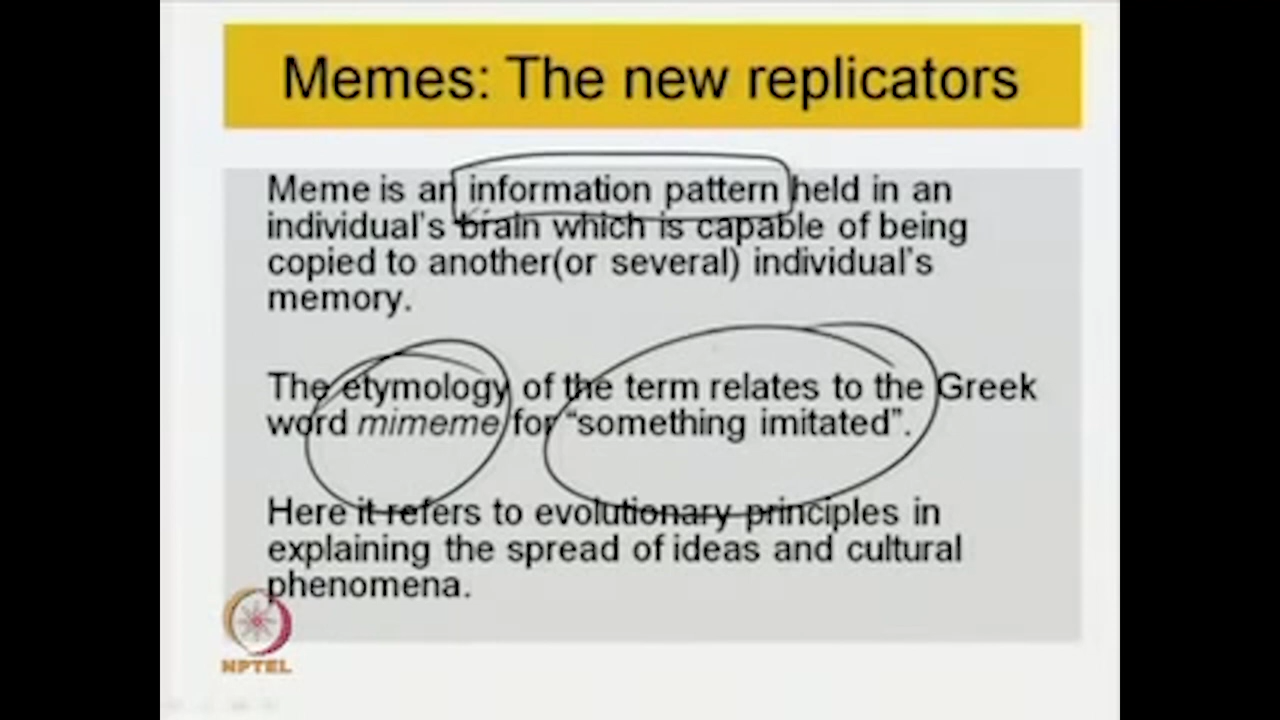 Memes: The new replicators
Meme is an information pattern held in an
individual's brain which is capable of being
copied to another(or several) individual's
memory.
The etymology of the term relates to the Greek
word mimeme for “something imitated”.
Here it refers to evolutionary principles in
explaining the spread of ideas and cultural
phenomena.
NPTEL